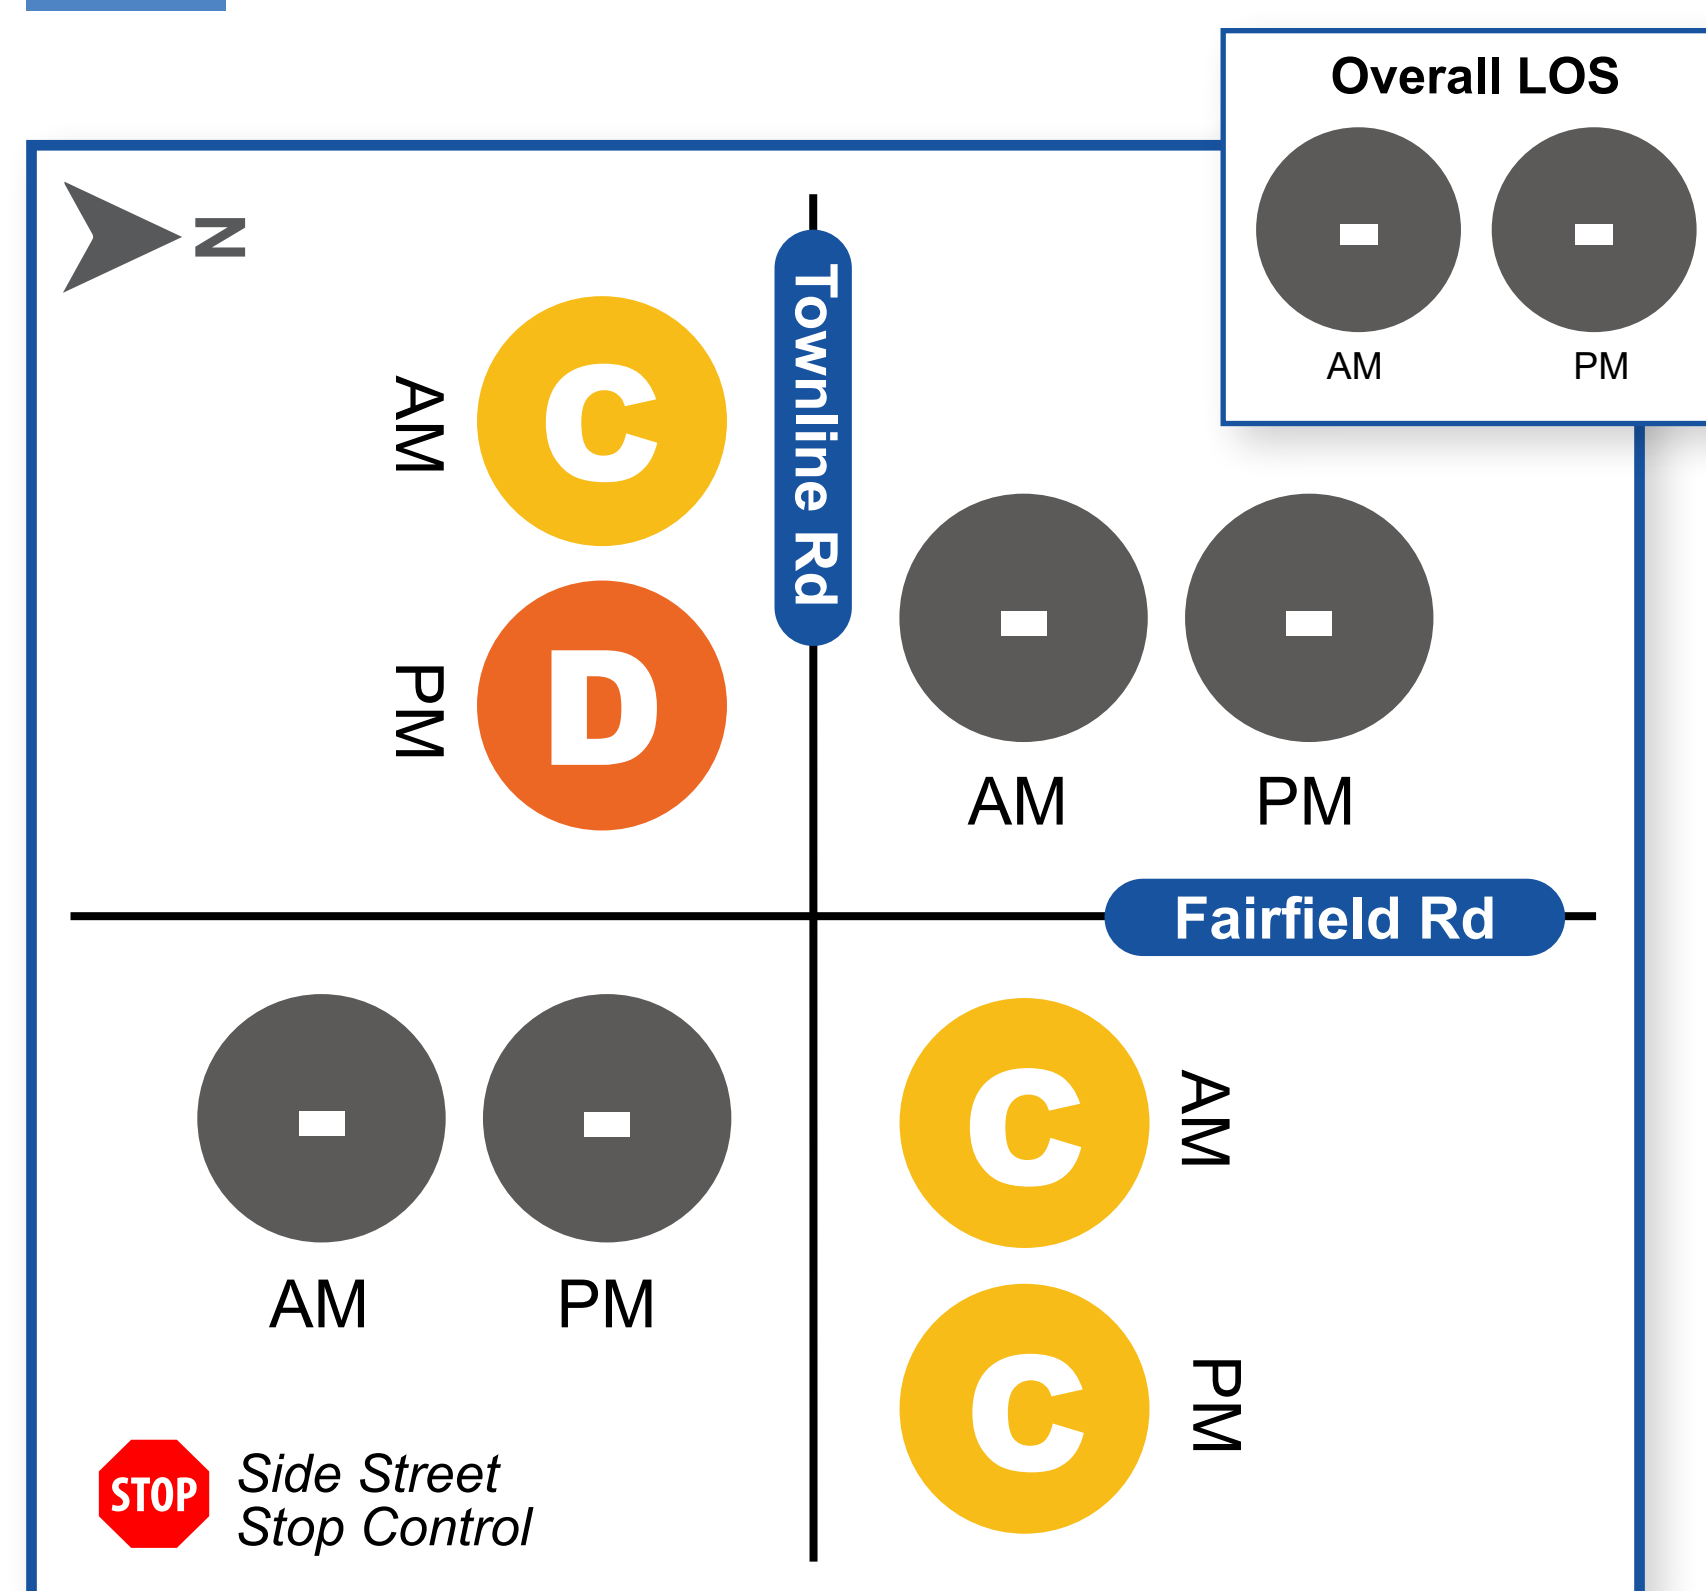 Overall LOS
-
-
AM
PM
N
Townline Rd
AM
C
PM
D
-
-
AM
PM
Fairfield Rd
-
-
AM
PM
C
AM
C
PM
STOP
Side Street
Stop Control